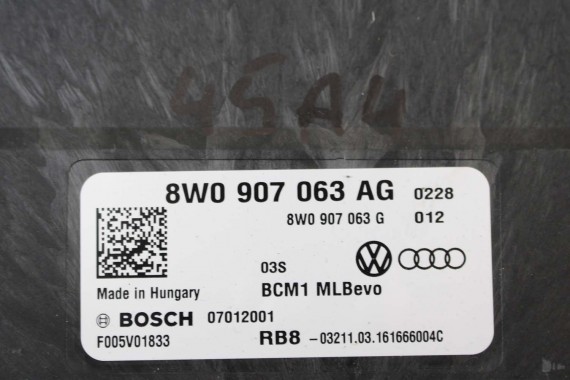 45A4
8W0 907 063 AG 0228
8W0 907 063 G 012
03S
Made in Hungary BCM1 MLBevo
BOSCH 07012001
F005V01833 RB8 -03211.03.161666004C